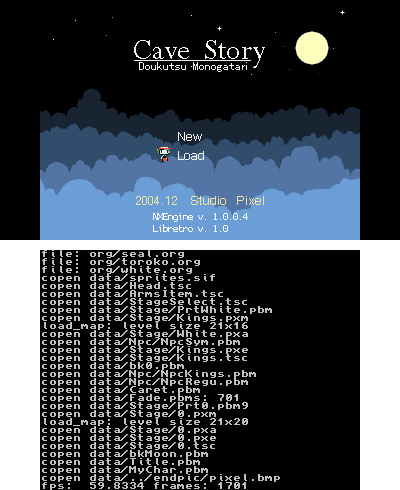 Cave Story
Doukutsu Monogatari
New
Load
2004.12 Studio Pixel
NXEngine v. 1.0.0.4
Libretro v. 1.0
file: org/seal.org
file: org/toroko.org
file: org/white.org
copen data/sprites.sif
copen data/Head.tsc
copen data/ArmsItem.tsc
copen data/StageSelect.tsc
copen data/Stage/PrtWhite.pbm
copen data/Stage/Kings.pxm
load_map: level size 21x16
copen data/Stage/White.pxa
copen data/Npc/NpcSym.pbm
copen data/Stage/Kings.pxe
copen data/Stage/Kings.tsc
copen data/bk0.pbm
copen data/Npc/NpcKings.pbm
copen data/Npc/NpcRegu.pbm
copen data/Caret.pbm
copen data/Fade.pbms: 701
copen data/Stage/Prt0.pbm9
copen data/Stage/0.pxm
load_map: level size 21x20
copen data/Stage/0.pxa
copen data/Stage/0.pxe
copen data/Stage/0.tsc
copen data/bkMoon.pbm
copen data/Title.pbm
copen data/MyChar.pbm
copen data/../endpic/pixel.bmp
fps: 59.8334 frames: 1701